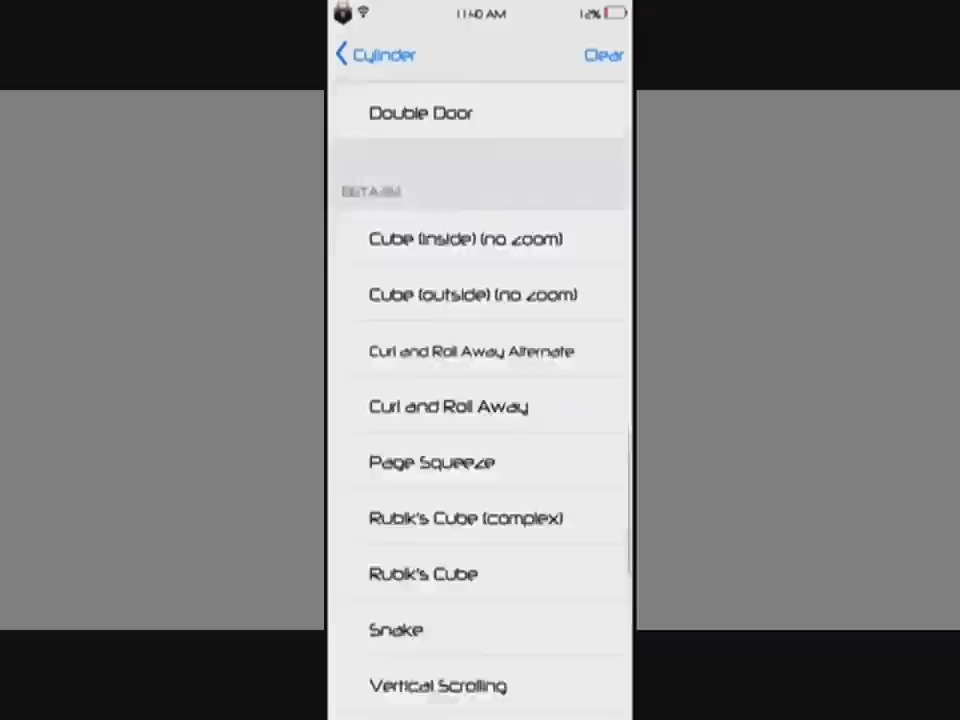 11:40 AM
12%
Cylinder
Clear
Double Door
Cube (inside) (no zoom)
Cube (outside) (no zoom)
Curl and Roll Away Alternate
Curl and Roll Away
Page Squeeze
Rubik's Cube (complex)
Rubik's Cube
Snake
Vertical Scrolling